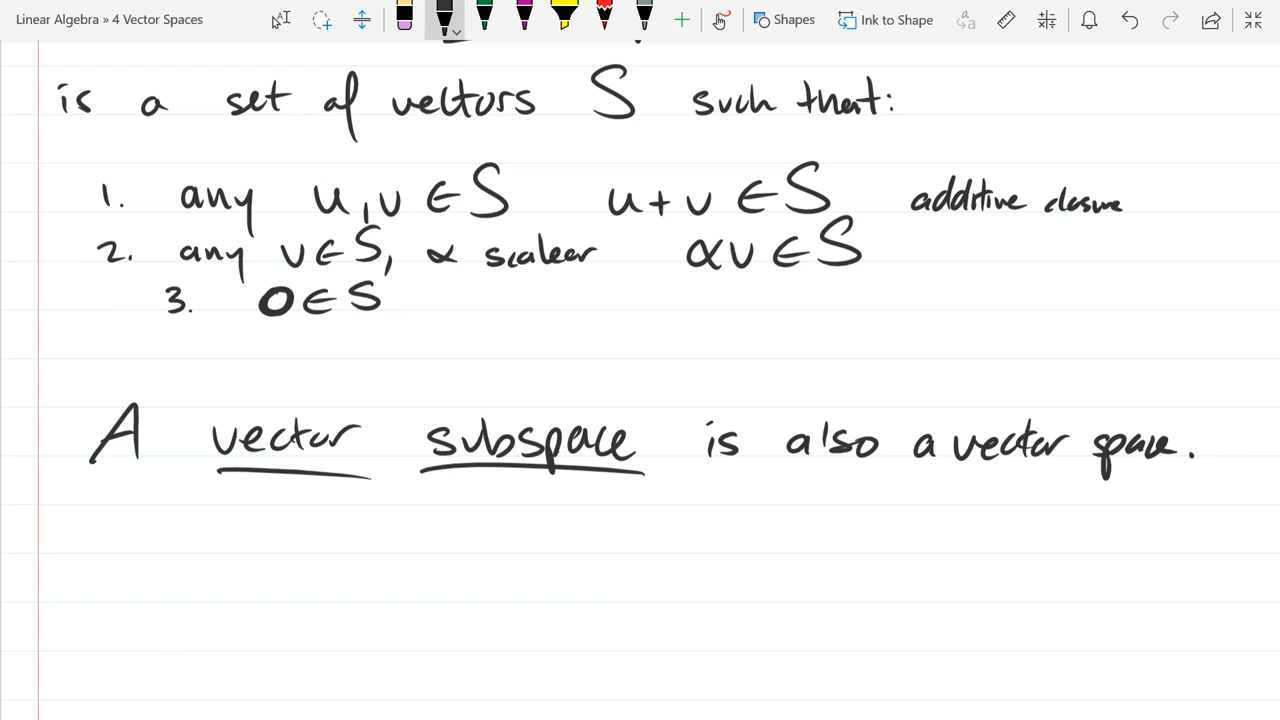 Linear Algebra » 4 Vector Spaces
Shapes
Ink to Shape
is a set of vectors S such that:
1. any u, v ∈ S u + v ∈ S additive closure
2. any v ∈ S, α scalear αv ∈ S
3. 0 ∈ S
A vector subspace is also a vector space.